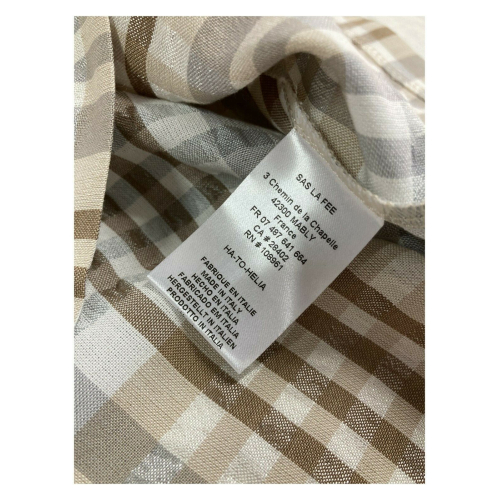 SAS LA FEE
3 Chemin de la Chapelle
42300 MABLY
France
FR 07 487 641 664
CA # 28402
RN # 106961
HA-TO-HELIA
FABRIQUE EN ITALIE
MADE IN ITALY
HECHO EN ITALIA
FABRICADO EM ITALIA
HERGESTELLT IN ITALIEN
PRODOTTO IN ITALIA